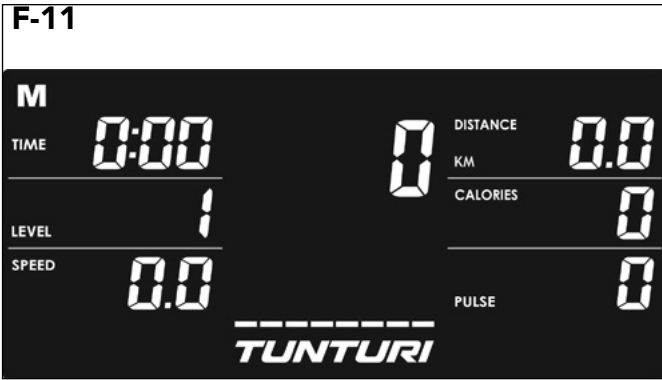 F-11
M
TIME 0:00
LEVEL 1
SPEED 0.0
0
DISTANCE
KM 0.0
CALORIES 0
PULSE 0
TUNTURI